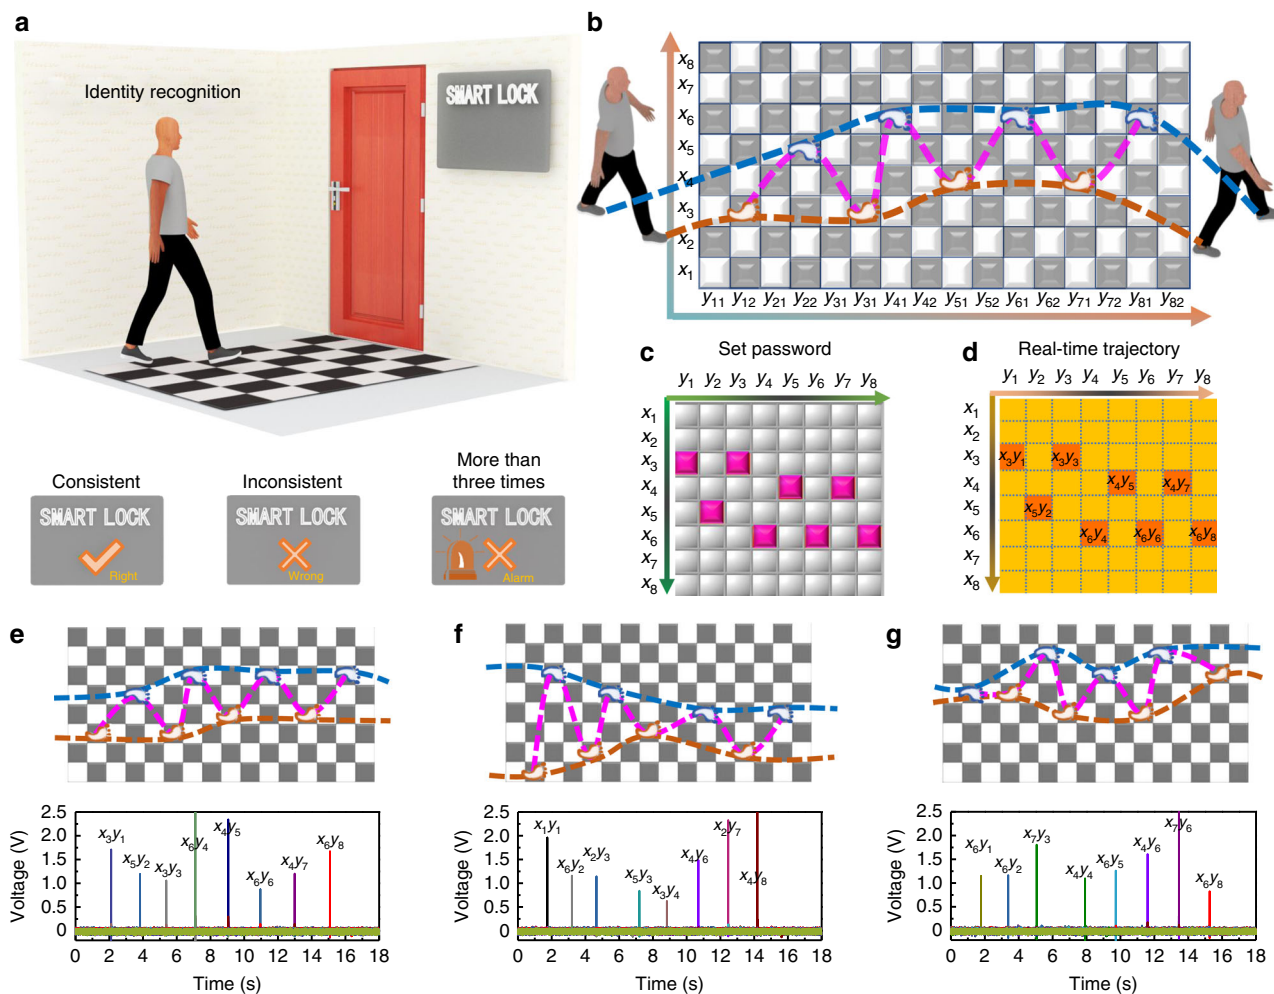 a
Identity recognition
SMART LOCK
Consistent
Inconsistent
More than
three times
SMART LOCK
SMART LOCK
SMART LOCK
Right
Wrong
Alarm
b
x8
x7
x6
x5
x4
x3
x2
x1
y11 y12 y21 y22 y31 y31 y41 y42 y51 y52 y61 y62 y71 y72 y81 y82
c
Set password
y1 y2 y3 y4 y5 y6 y7 y8
x1
x2
x3
x4
x5
x6
x7
x8
d
Real-time trajectory
y1 y2 y3 y4 y5 y6 y7 y8
x1
x2
x3 x3y1 x3y3
x4 x4y5 x4y7
x5 x5y2
x6 x6y4 x6y6 x6y8
x7
x8
e
Voltage (V)
2.5
2.0
1.5
1.0
0.5
0
x3y1
x5y2
x3y3
x6y4
x4y5
x6y6
x4y7
x6y8
0 2 4 6 8 10 12 14 16 18
Time (s)
f
Voltage (V)
2.5
2.0
1.5
1.0
0.5
0
x1y1
x6y2
x2y3
x5y3
x3y4
x4y6
x2y7
x4y8
0 2 4 6 8 10 12 14 16 18
Time (s)
g
Voltage (V)
2.5
2.0
1.5
1.0
0.5
0
x6y1
x6y2
x7y3
x4y4
x6y5
x4y6
x7y6
x6y8
0 2 4 6 8 10 12 14 16 18
Time (s)